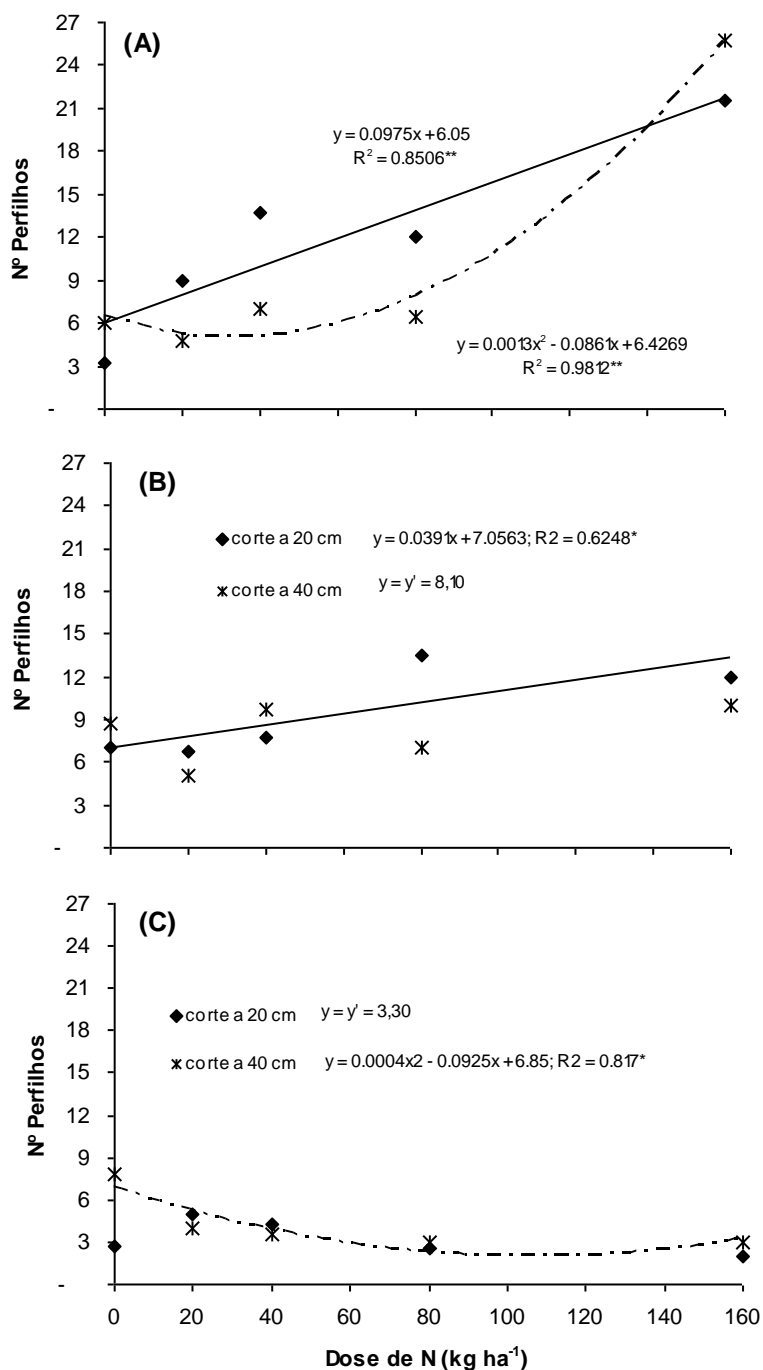 (A)
27
24
21
18
15
12
9
6
3
-
Nº Perfilhos
y = 0.0975x + 6.05
R² = 0.8506**
y = 0.0013x² - 0.0861x + 6.4269
R² = 0.9812**
(B)
27
24
21
18
15
12
9
6
3
-
Nº Perfilhos
corte a 20 cm y = 0.0391x + 7.0563; R2 = 0.6248*
corte a 40 cm y = y' = 8,10
(C)
27
24
21
18
15
12
9
6
3
-
Nº Perfilhos
corte a 20 cm y = y' = 3,30
corte a 40 cm y = 0.0004x2 - 0.0925x + 6.85; R2 = 0.817*
0 20 40 60 80 100 120 140 160
Dose de N (kg ha⁻¹)